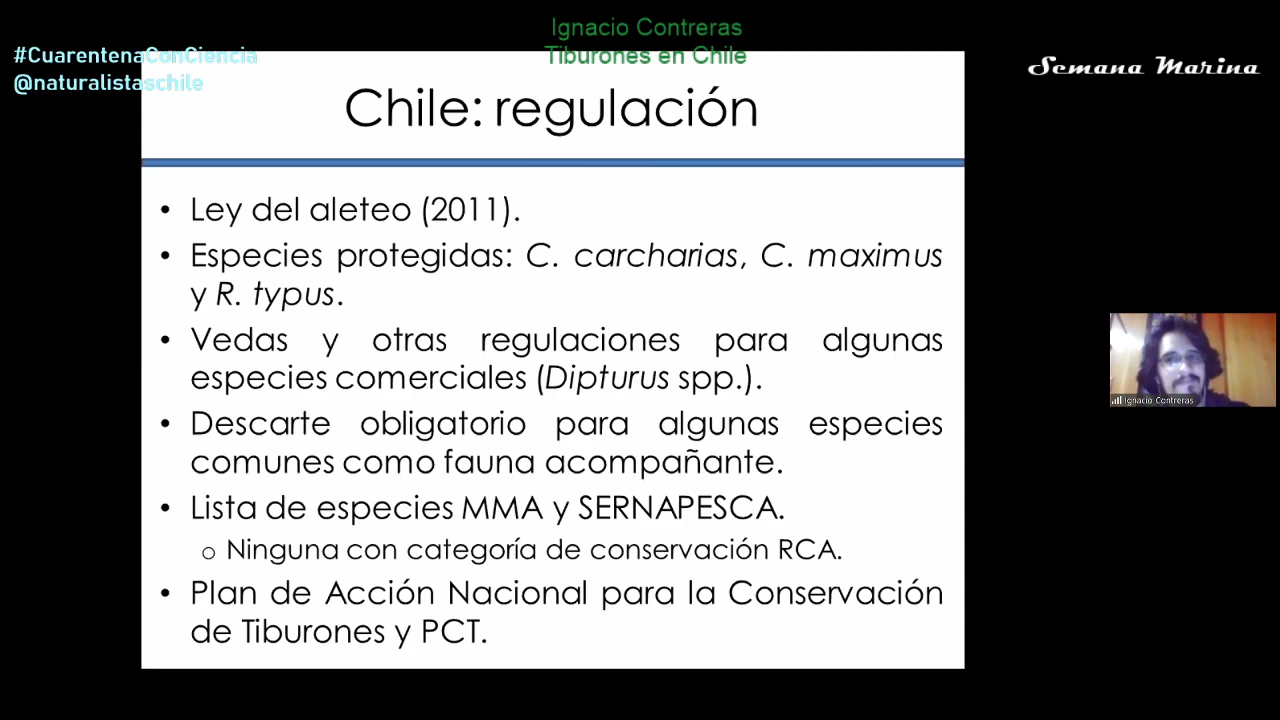 Ignacio Contreras
Tiburones en Chile
#CuarentenaConCiencia
@naturalistaschile
Semana Marina
Chile: regulación
• Ley del aleteo (2011).
• Especies protegidas: C. carcharias, C. maximus
y R. typus.
• Vedas y otras regulaciones para algunas
especies comerciales (Dipturus spp.).
• Descarte obligatorio para algunas especies
comunes como fauna acompañante.
• Lista de especies MMA y SERNAPESCA.
o Ninguna con categoría de conservación RCA.
• Plan de Acción Nacional para la Conservación
de Tiburones y PCT.
Ignacio Contreras